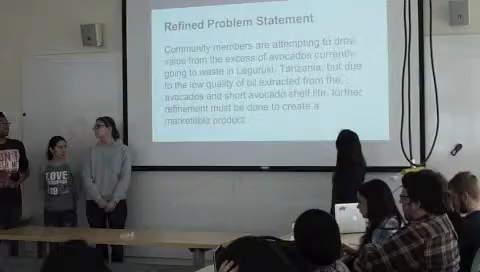 Refined Problem Statement
Community members are attempting to draw
value from the excess of avocados currently
going to waste in Leguruki, Tanzania, but due
to the low quality of oil extracted from the
avocados and short avocado shelf life, further
refinement must be done to create a
marketable product
LOVE